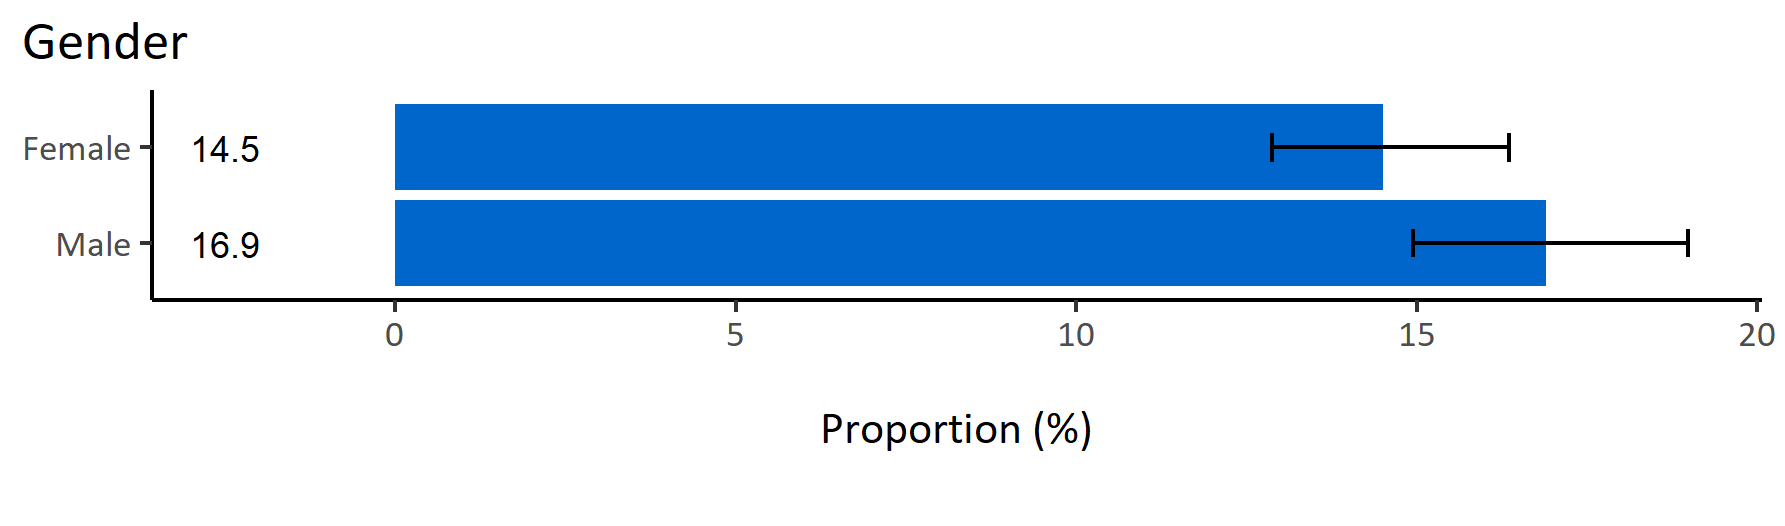 Gender
Female 14.5
Male 16.9
0 5 10 15 20
Proportion (%)